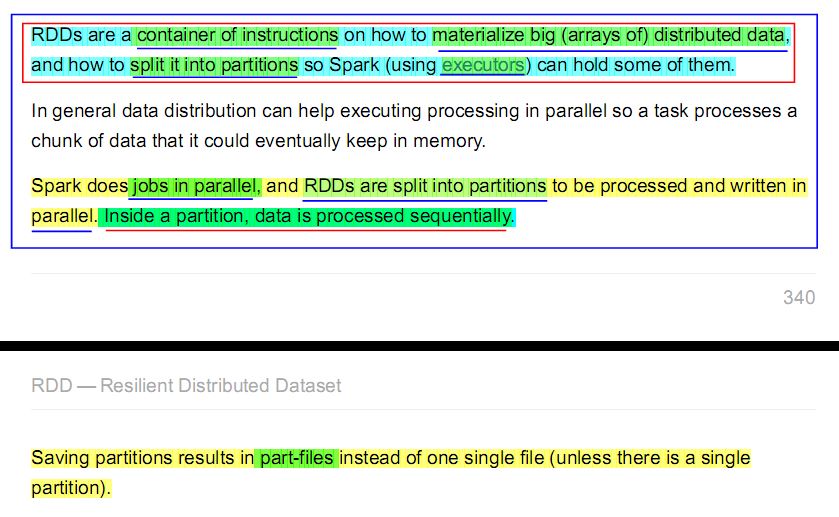 RDDs are a container of instructions on how to materialize big (arrays of) distributed data,
and how to split it into partitions so Spark (using executors) can hold some of them.
In general data distribution can help executing processing in parallel so a task processes a
chunk of data that it could eventually keep in memory.
Spark does jobs in parallel, and RDDs are split into partitions to be processed and written in
parallel. Inside a partition, data is processed sequentially.
340
RDD — Resilient Distributed Dataset
Saving partitions results in part-files instead of one single file (unless there is a single
partition).